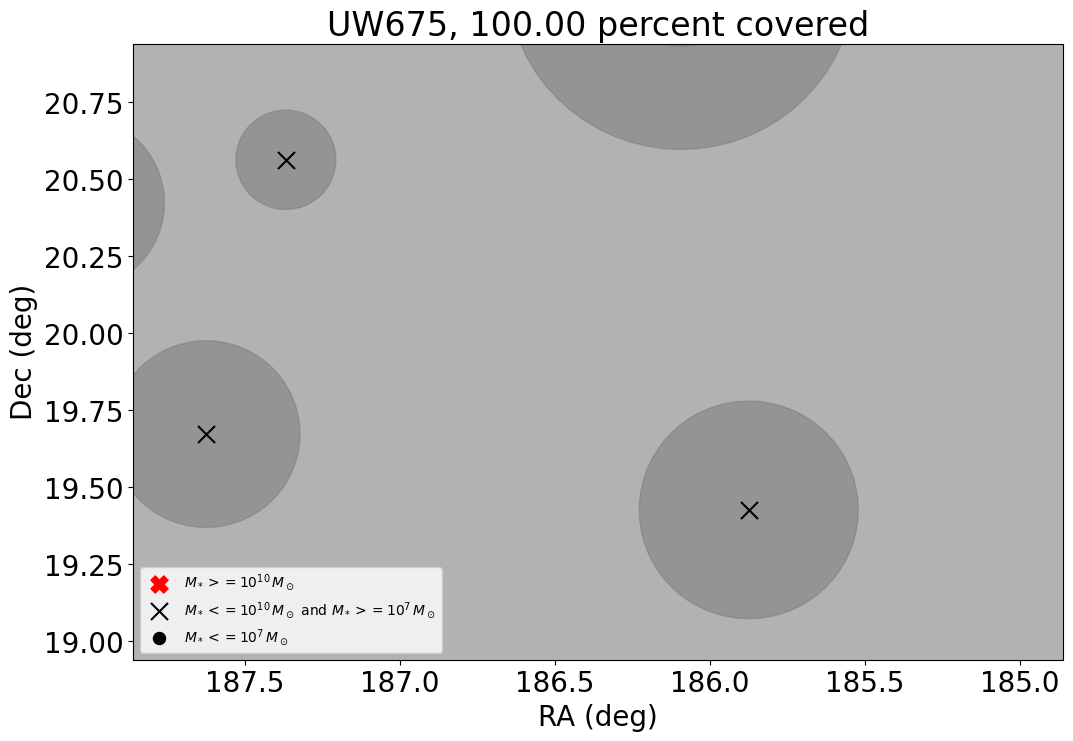 UW675, 100.00 percent covered
20.75
20.50
20.25
20.00
19.75
19.50
19.25
19.00
Dec (deg)
M* >= 10^10 M⊙
M* <= 10^10 M⊙ and M* >= 10^7 M⊙
M* <= 10^7 M⊙
187.5 187.0 186.5 186.0 185.5 185.0
RA (deg)